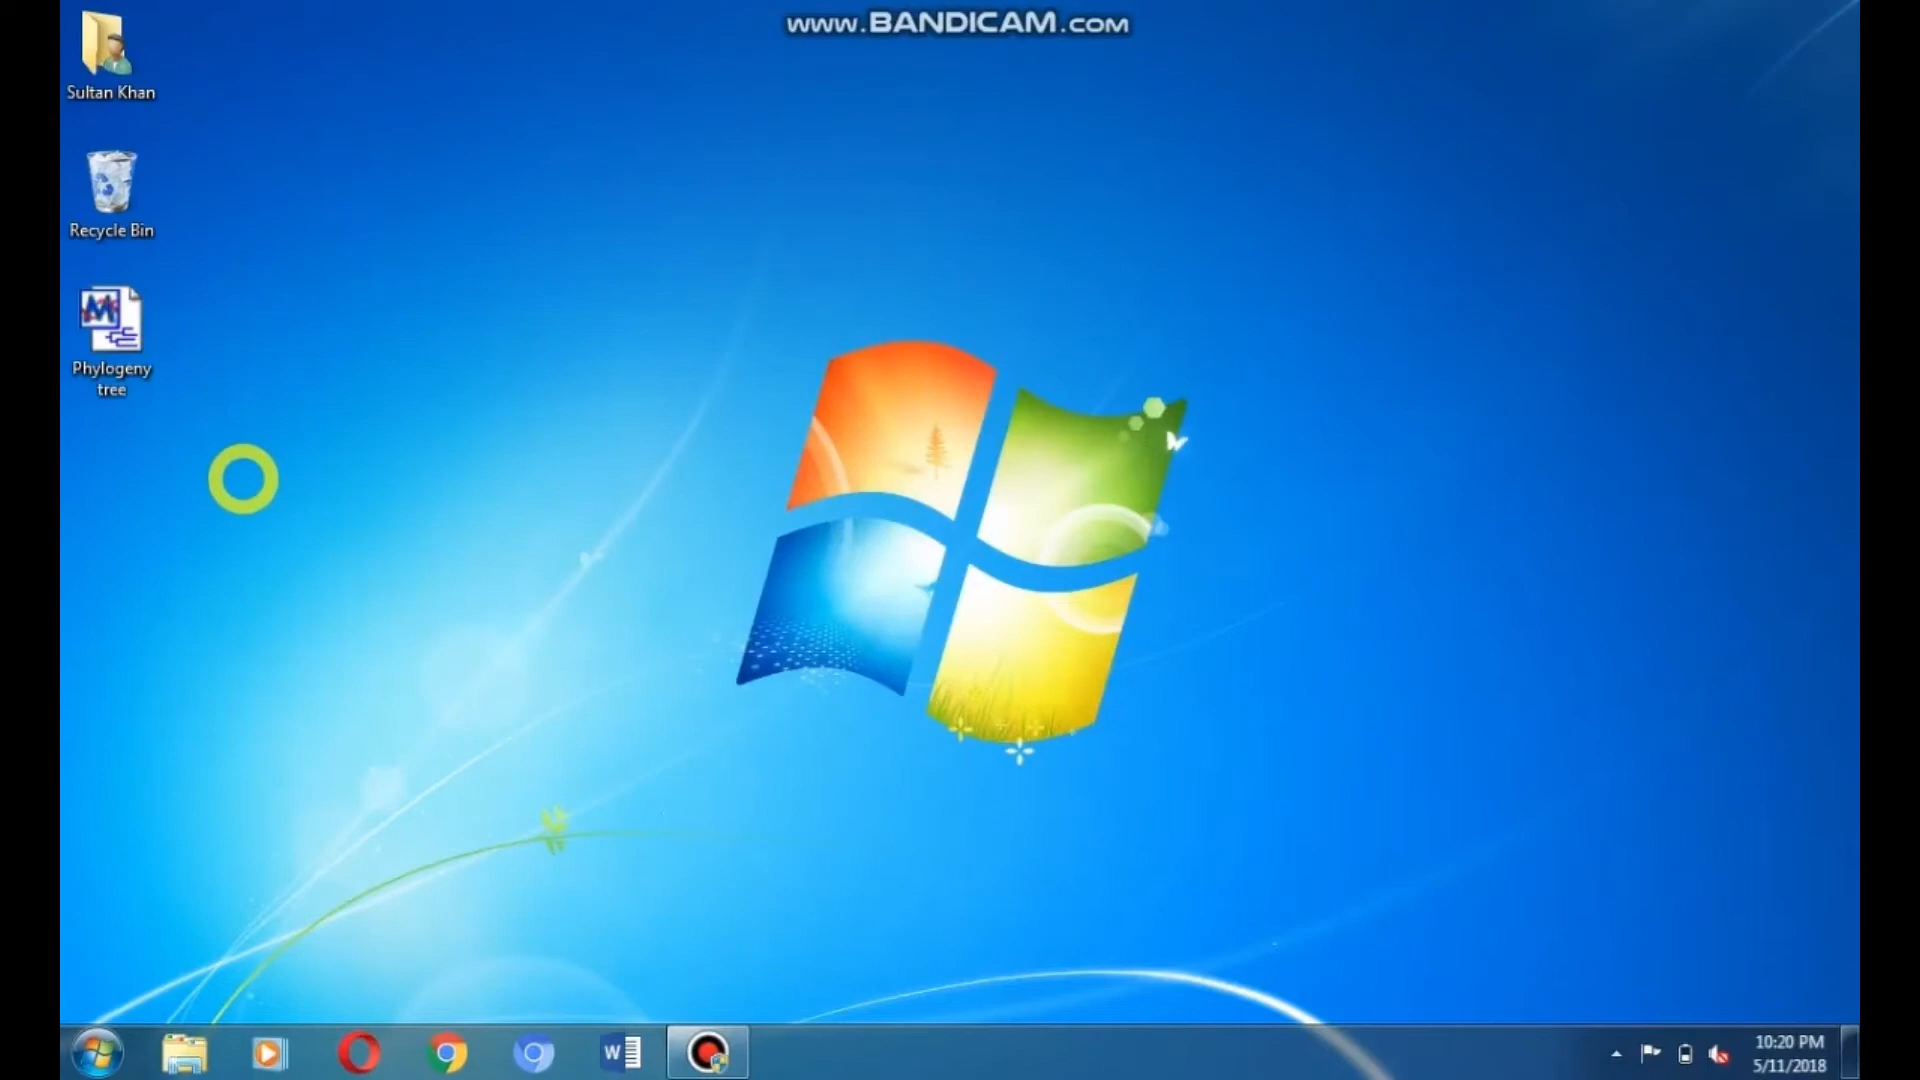 www.BANDICAM.com
Sultan Khan
Recycle Bin
Phylogeny
tree
W
10:20 PM
5/11/2018